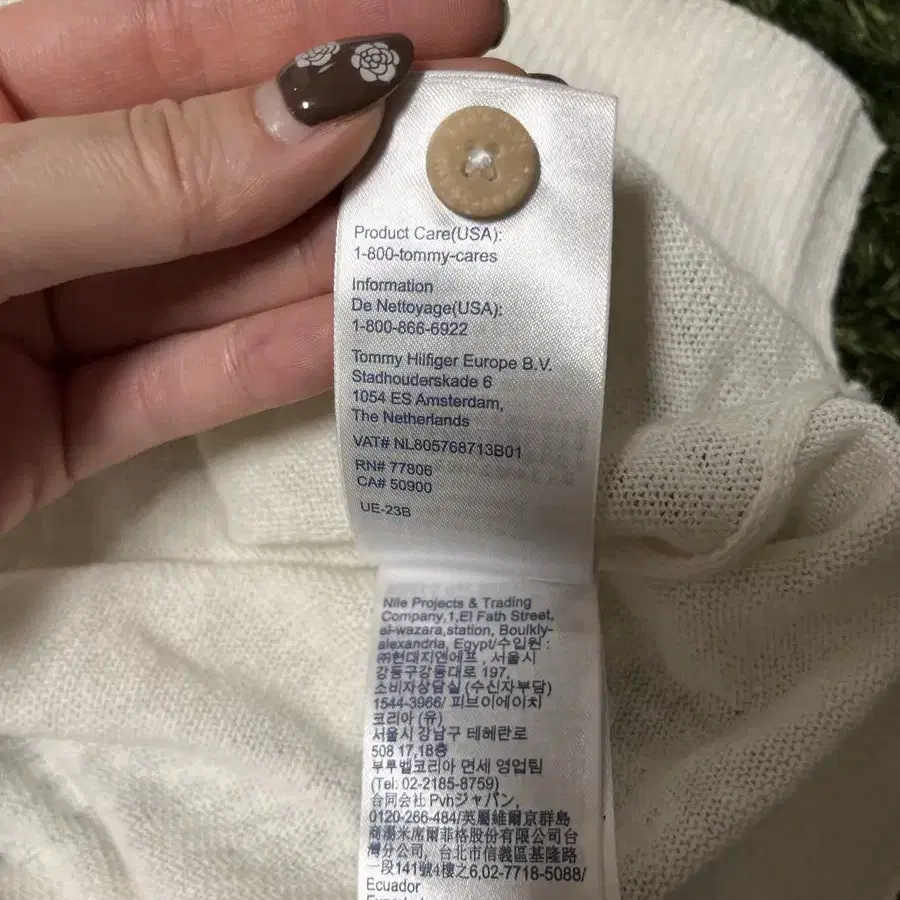 Product Care(USA):
1-800-tommy-cares
Information
De Nettoyage(USA):
1-800-866-6922
Tommy Hilfiger Europe B.V.
Stadhouderskade 6
1054 ES Amsterdam,
The Netherlands
VAT# NL805768713B01
RN# 77806
CA# 50900
UE-23B
Nile Projects & Trading
Company,1,El Fath Street,
el-wazara,station, Boulkly-
alexandria, Egypt/수입원 :
㈜현대지앤에프 , 서울시
강동구강동대로 197,
소비자상담실 (수신자부담)
1544-3966/ 피브이에이치
코리아 (유)
서울시 강남구 테헤란로
508 17,18층
부루벨코리아 면세 영업팀
(Tel: 02-2185-8759)
合同会社 Pvhジャパン,
0120-266-484/英屬維爾京群島
商湯米席爾菲格股份有限公司台
灣分公司, 台北市信義區基隆路
一段141號4樓之6,02-7718-5088/
Ecuador